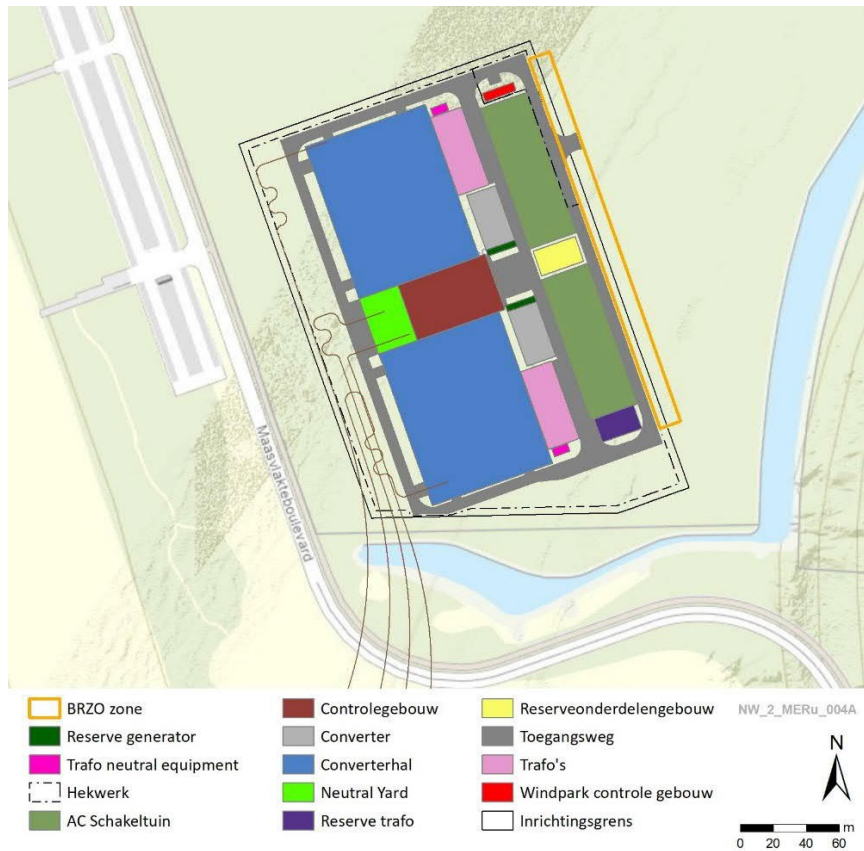 Maasvlakteboulevard
BRZO zone
Reserve generator
Trafo neutral equipment
Hekwerk
AC Schakeltuin
Controlegebouw
Converter
Converterhal
Neutral Yard
Reserve trafo
Reserveonderdelengebouw
Toegangsweg
Trafo's
Windpark controle gebouw
Inrichtingsgrens
NW_2_MERu_004A
N
m
0 20 40 60